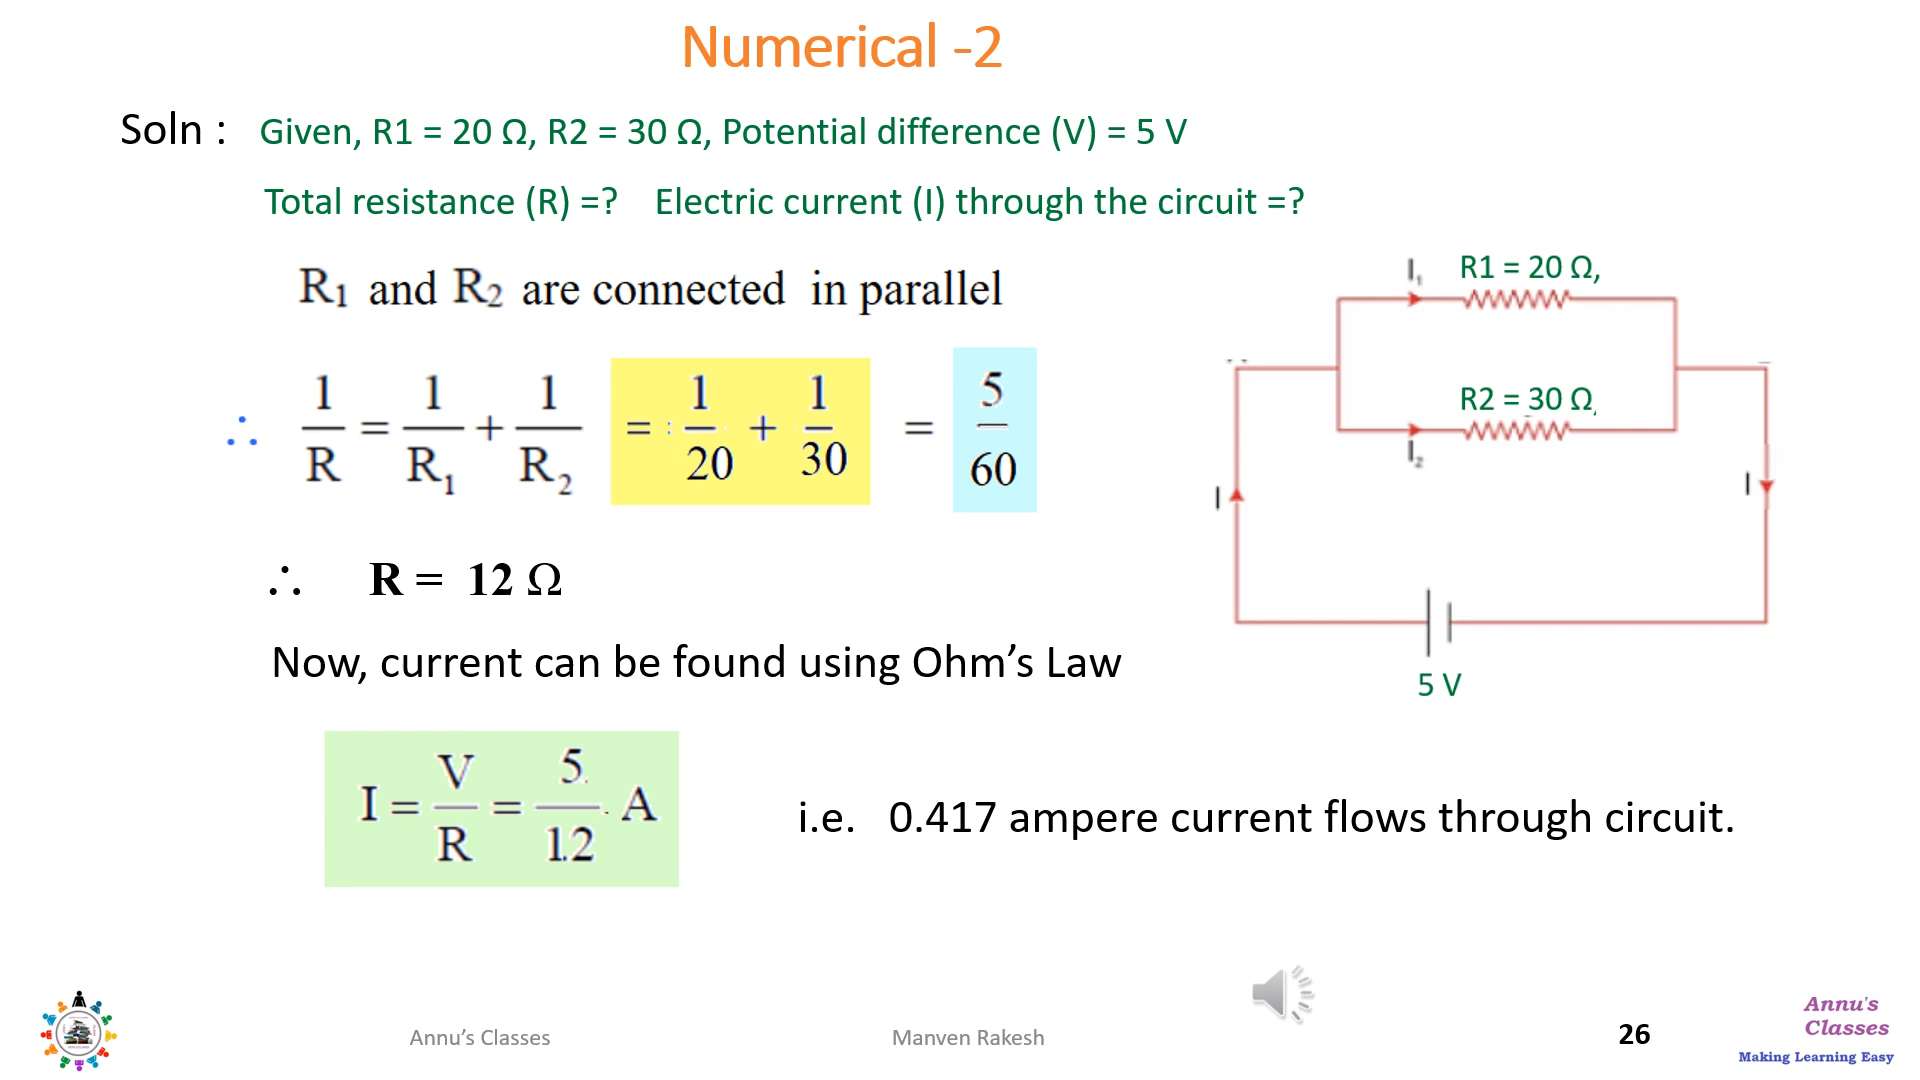 Numerical -2
Soln : Given, R1 = 20 Ω, R2 = 30 Ω, Potential difference (V) = 5 V
Total resistance (R) =? Electric current (I) through the circuit =?
R1 and R2 are connected in parallel
∴ 1/R = 1/R₁ + 1/R₂ = 1/20 + 1/30 = 5/60
∴ R = 12 Ω
Now, current can be found using Ohm’s Law
I = V/R = 5/12 A
i.e. 0.417 ampere current flows through circuit.
I₁ R1 = 20 Ω,
R2 = 30 Ω,
I₂
I
I
5 V
Annu’s Classes
Manven Rakesh
26
Annu's
Classes
Making Learning Easy